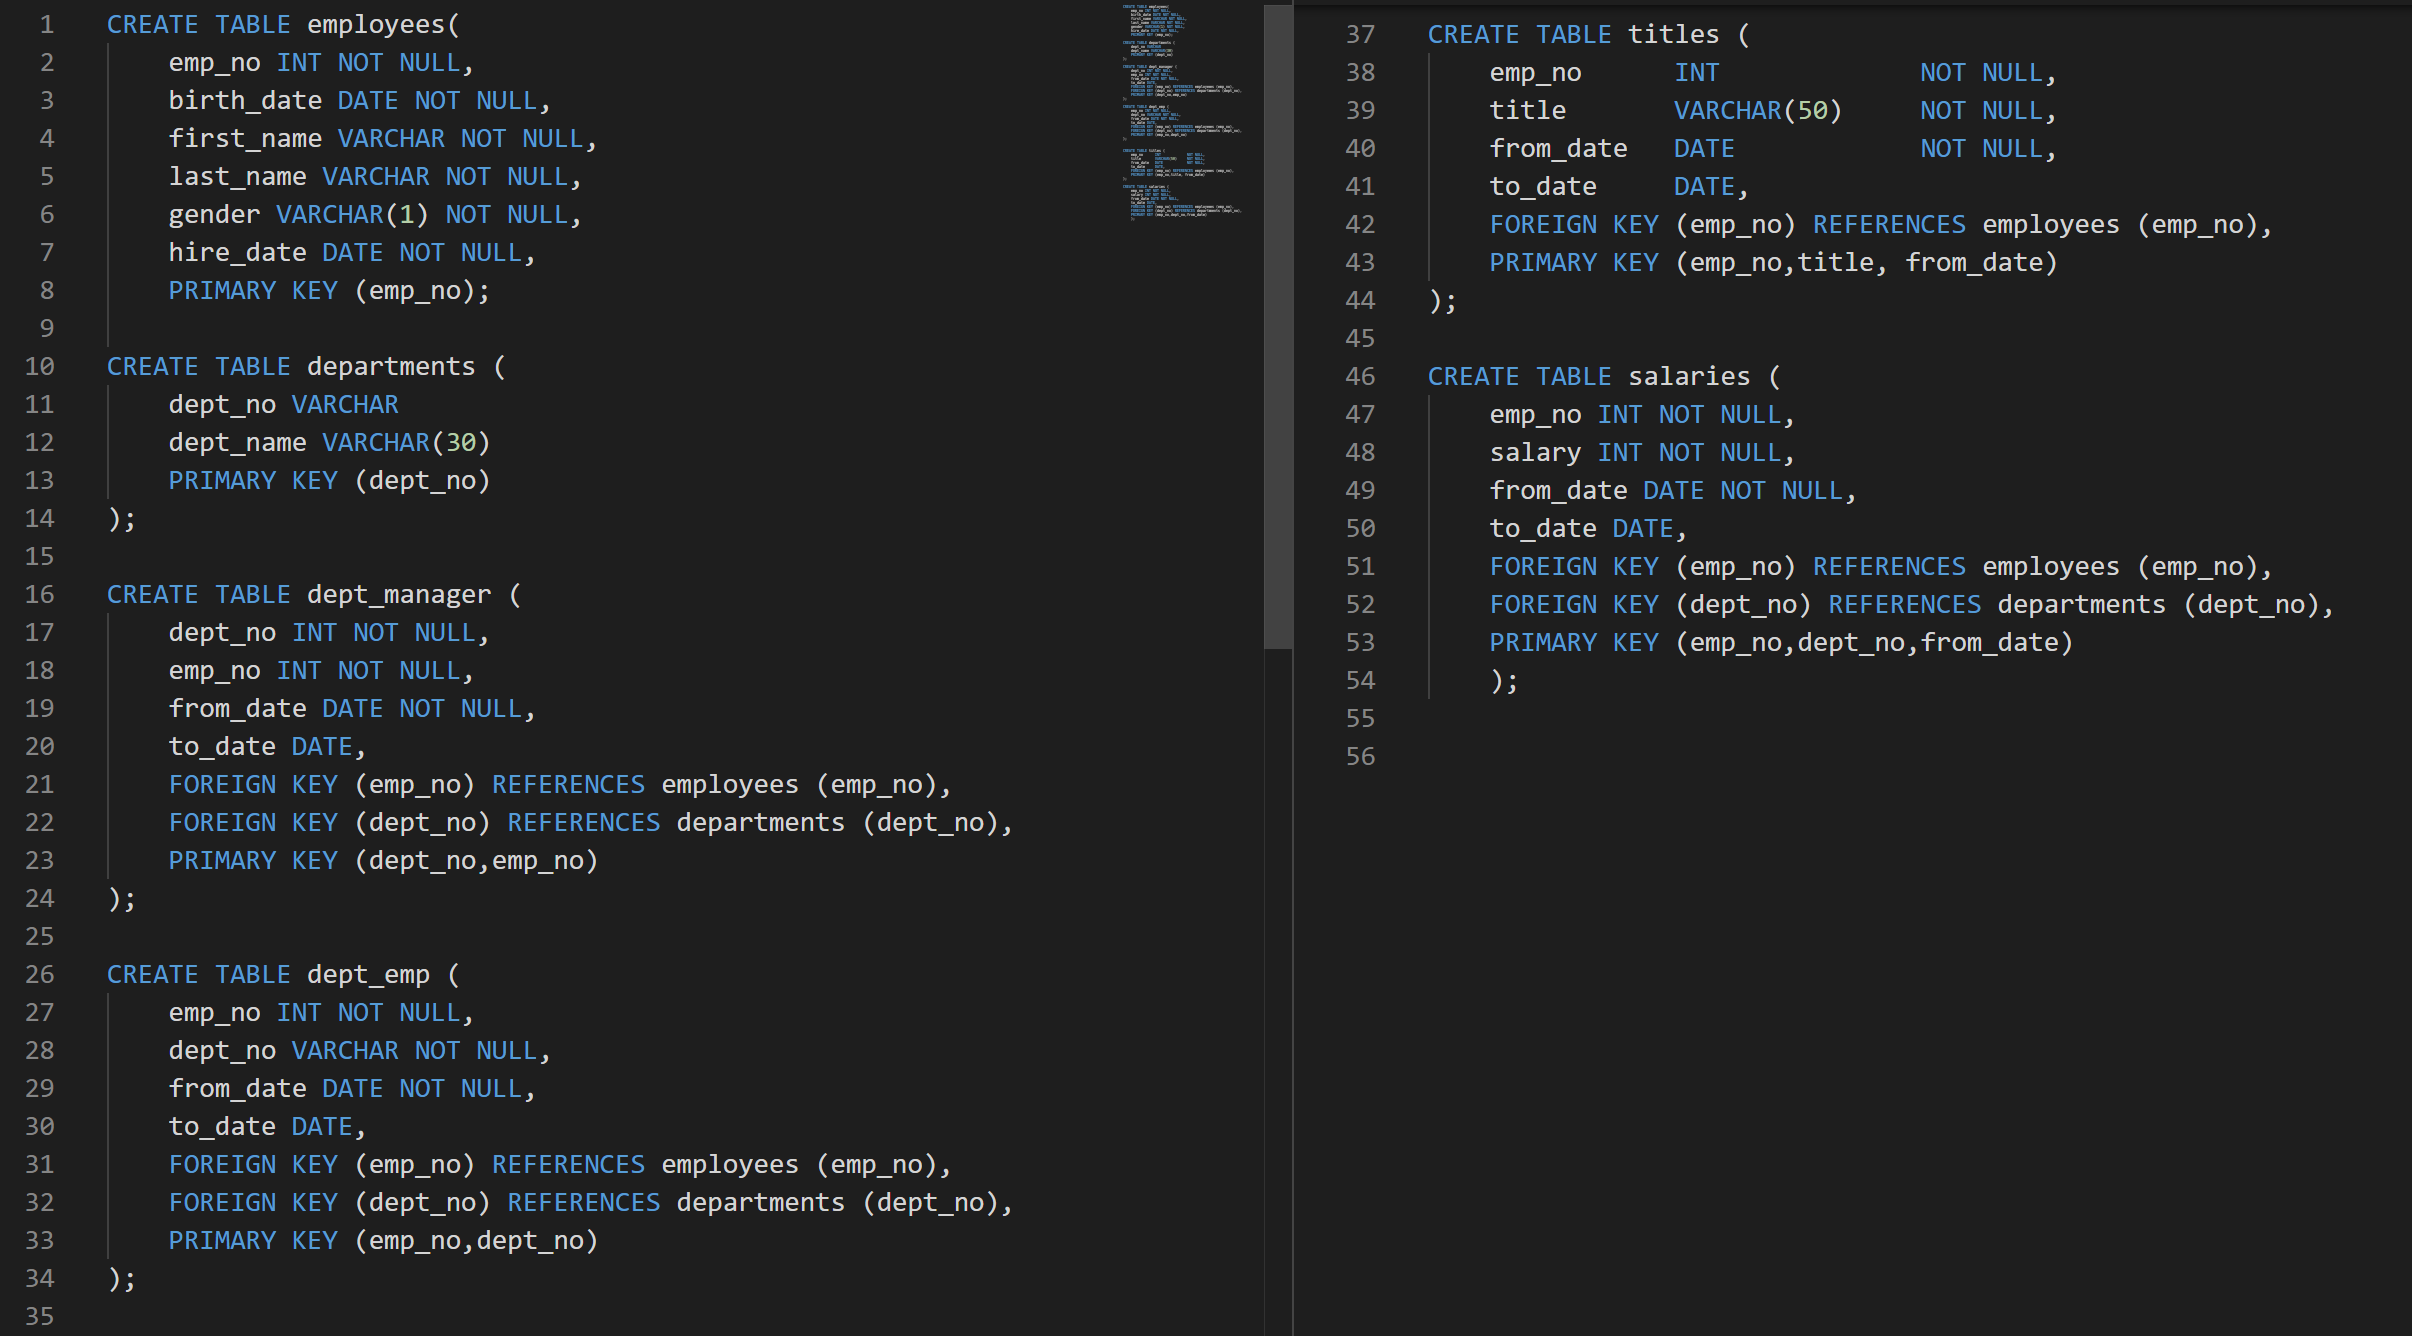 1 CREATE TABLE employees(
2 emp_no INT NOT NULL,
3 birth_date DATE NOT NULL,
4 first_name VARCHAR NOT NULL,
5 last_name VARCHAR NOT NULL,
6 gender VARCHAR(1) NOT NULL,
7 hire_date DATE NOT NULL,
8 PRIMARY KEY (emp_no);
9
10 CREATE TABLE departments (
11 dept_no VARCHAR
12 dept_name VARCHAR(30)
13 PRIMARY KEY (dept_no)
14 );
15
16 CREATE TABLE dept_manager (
17 dept_no INT NOT NULL,
18 emp_no INT NOT NULL,
19 from_date DATE NOT NULL,
20 to_date DATE,
21 FOREIGN KEY (emp_no) REFERENCES employees (emp_no),
22 FOREIGN KEY (dept_no) REFERENCES departments (dept_no),
23 PRIMARY KEY (dept_no,emp_no)
24 );
25
26 CREATE TABLE dept_emp (
27 emp_no INT NOT NULL,
28 dept_no VARCHAR NOT NULL,
29 from_date DATE NOT NULL,
30 to_date DATE,
31 FOREIGN KEY (emp_no) REFERENCES employees (emp_no),
32 FOREIGN KEY (dept_no) REFERENCES departments (dept_no),
33 PRIMARY KEY (emp_no,dept_no)
34 );
35
37 CREATE TABLE titles (
38 emp_no INT NOT NULL,
39 title VARCHAR(50) NOT NULL,
40 from_date DATE NOT NULL,
41 to_date DATE,
42 FOREIGN KEY (emp_no) REFERENCES employees (emp_no),
43 PRIMARY KEY (emp_no,title, from_date)
44 );
45
46 CREATE TABLE salaries (
47 emp_no INT NOT NULL,
48 salary INT NOT NULL,
49 from_date DATE NOT NULL,
50 to_date DATE,
51 FOREIGN KEY (emp_no) REFERENCES employees (emp_no),
52 FOREIGN KEY (dept_no) REFERENCES departments (dept_no),
53 PRIMARY KEY (emp_no,dept_no,from_date)
54 );
55
56